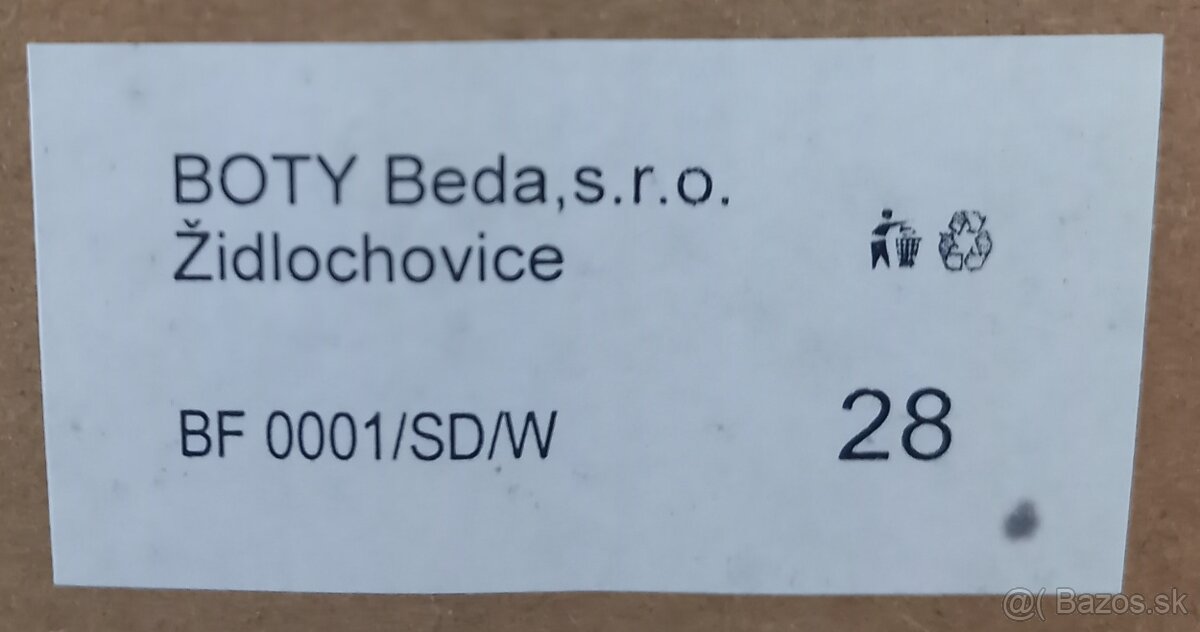 BOTY Beda,s.r.o.
Židlochovice
BF 0001/SD/W
28
@( Bazos.sk